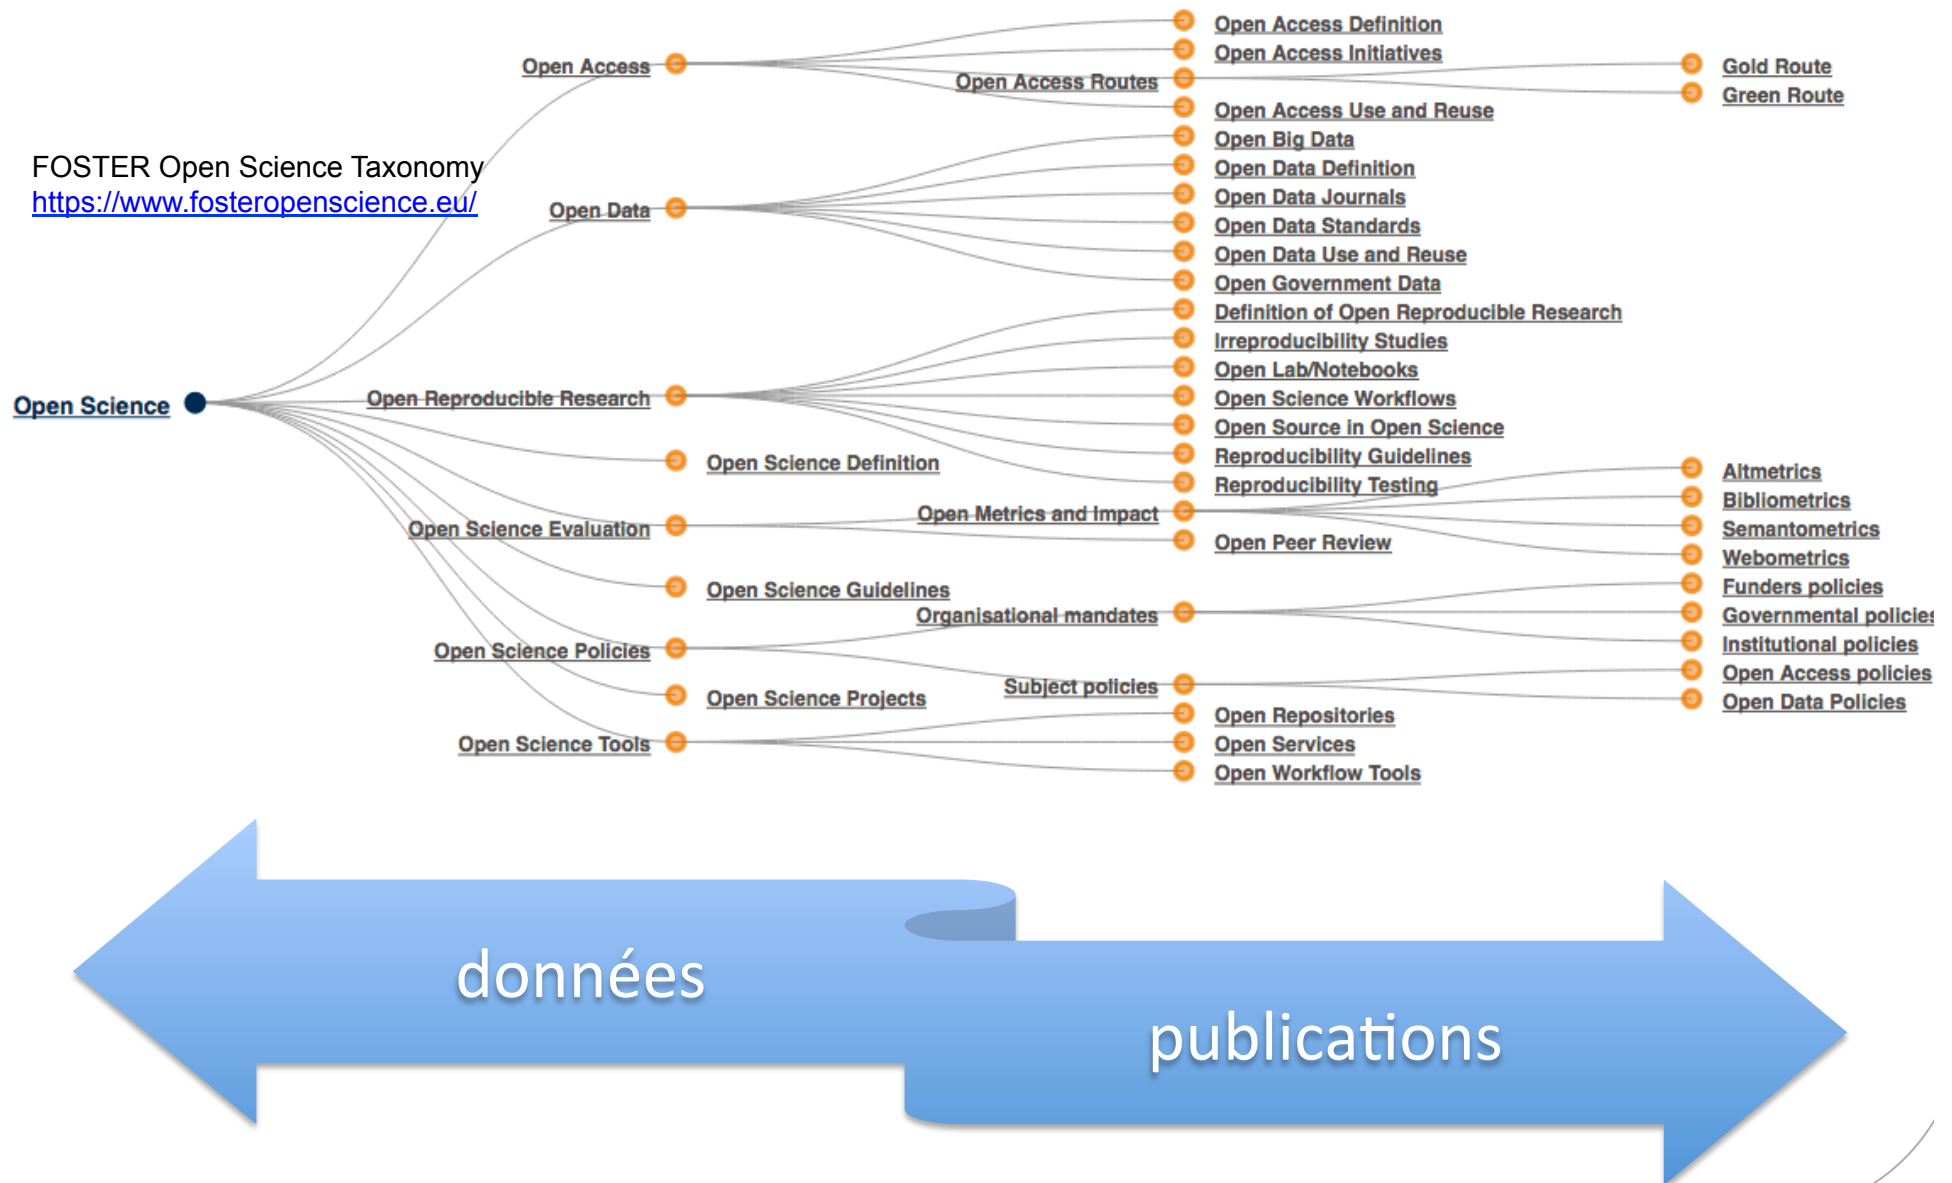 FOSTER Open Science Taxonomy
https://www.fosteropenscience.eu/
Open Science
Open Access
Open Access Definition
Open Access Initiatives
Open Access Routes
Gold Route
Green Route
Open Access Use and Reuse
Open Data
Open Big Data
Open Data Definition
Open Data Journals
Open Data Standards
Open Data Use and Reuse
Open Government Data
Open Reproducible Research
Definition of Open Reproducible Research
Irreproducibility Studies
Open Lab/Notebooks
Open Science Workflows
Open Source in Open Science
Reproducibility Guidelines
Reproducibility Testing
Open Science Definition
Open Science Evaluation
Open Metrics and Impact
Altmetrics
Bibliometrics
Semantometrics
Webometrics
Open Peer Review
Open Science Guidelines
Open Science Policies
Organisational mandates
Funders policies
Governmental policies
Institutional policies
Subject policies
Open Access policies
Open Data Policies
Open Science Projects
Open Science Tools
Open Repositories
Open Services
Open Workflow Tools
données
publications